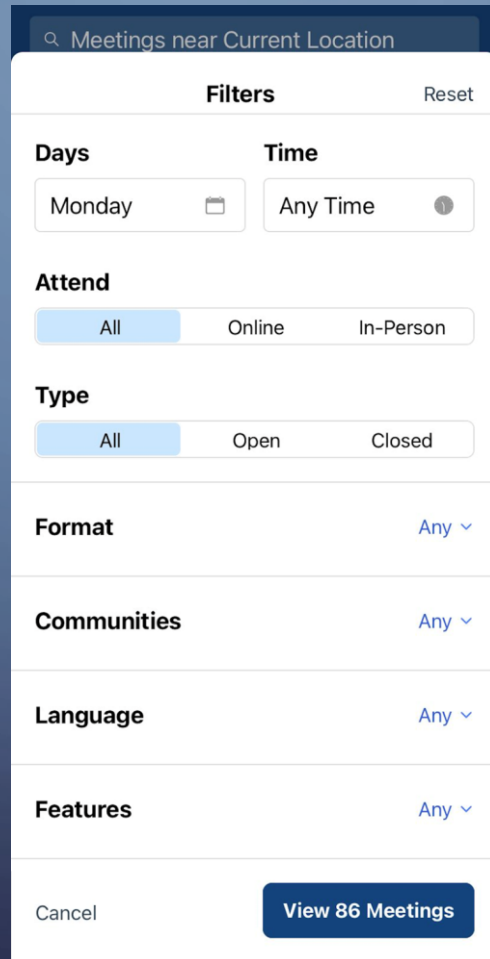 Meetings near Current Location
Filters Reset
Days Time
Monday Any Time
Attend
All Online In-Person
Type
All Open Closed
Format Any
Communities Any
Language Any
Features Any
Cancel View 86 Meetings